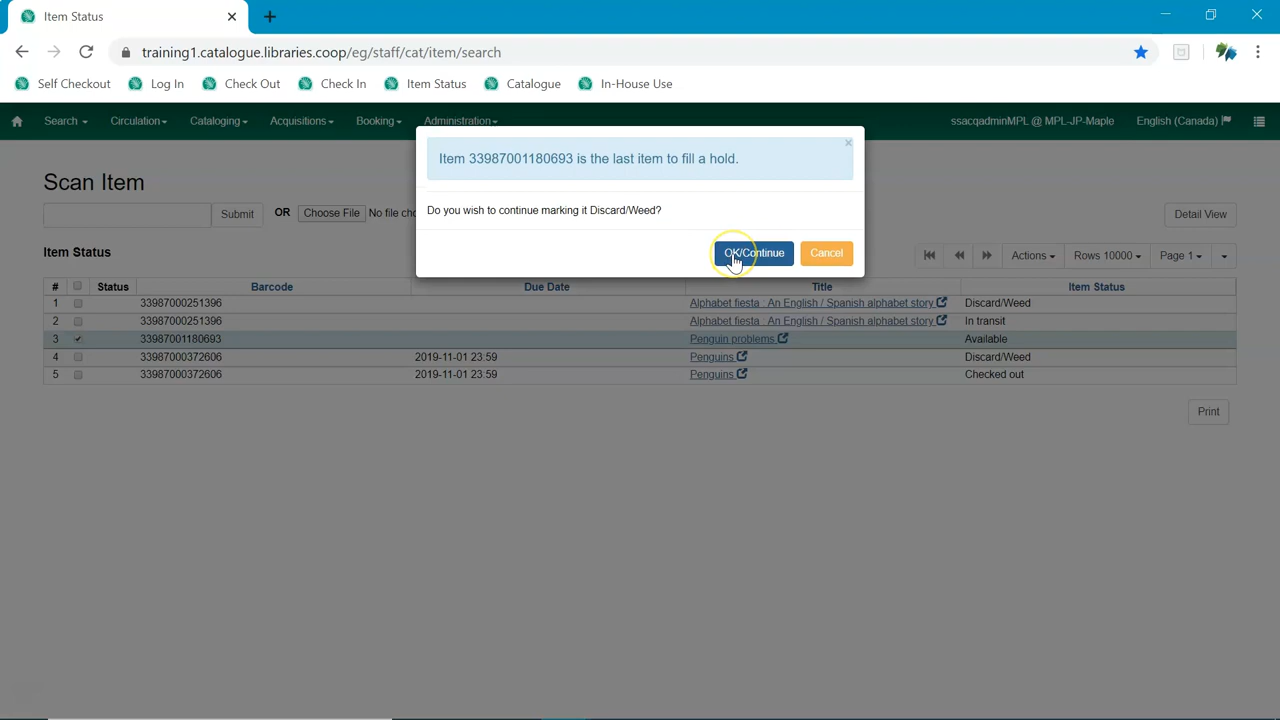 Item Status
training1.catalogue.libraries.coop/eg/staff/cat/item/search
Self Checkout Log In Check Out Check In Item Status Catalogue In-House Use
Search Circulation Cataloging Acquisitions Booking Administration ssacqadminMPL @ MPL-JP-Maple English (Canada)
Item 33987001180693 is the last item to fill a hold.
×
Do you wish to continue marking it Discard/Weed?
OK/Continue Cancel
Scan Item
Submit OR Choose File No file Detail View
Item Status Actions Rows 10000 Page 1
# Status Barcode Due Date Title Item Status
1 33987000251396 Alphabet fiesta : An English / Spanish alphabet story Discard/Weed
2 33987000251396 Alphabet fiesta : An English / Spanish alphabet story In transit
3 33987001180693 Penguin problems Available
4 33987000372606 2019-11-01 23:59 Penguins Discard/Weed
5 33987000372606 2019-11-01 23:59 Penguins Checked out
Print